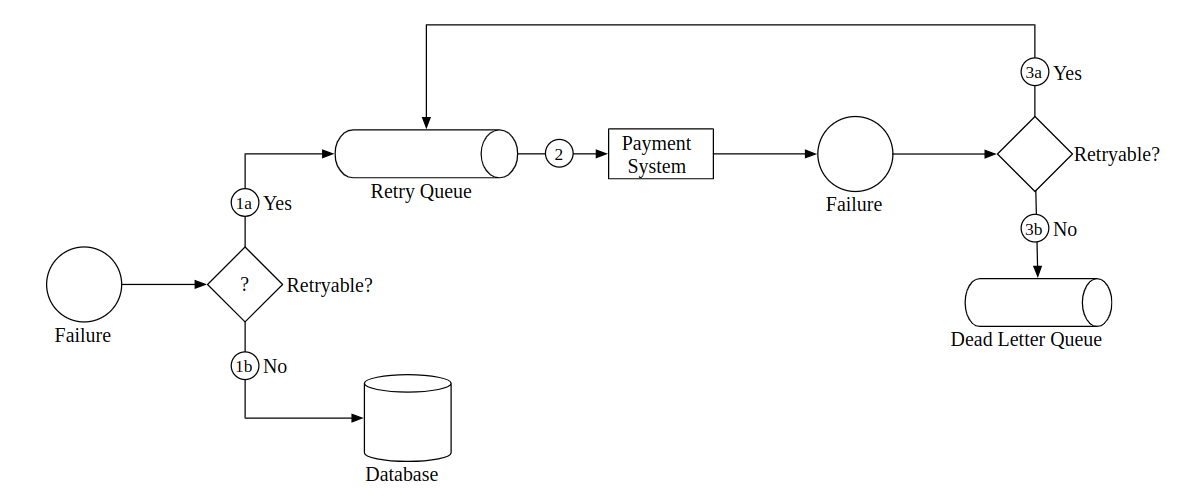 3a Yes
Payment
System
2
Retryable?
Retry Queue
Failure
1a Yes
3b No
?
Retryable?
Failure
Dead Letter Queue
1b No
Database